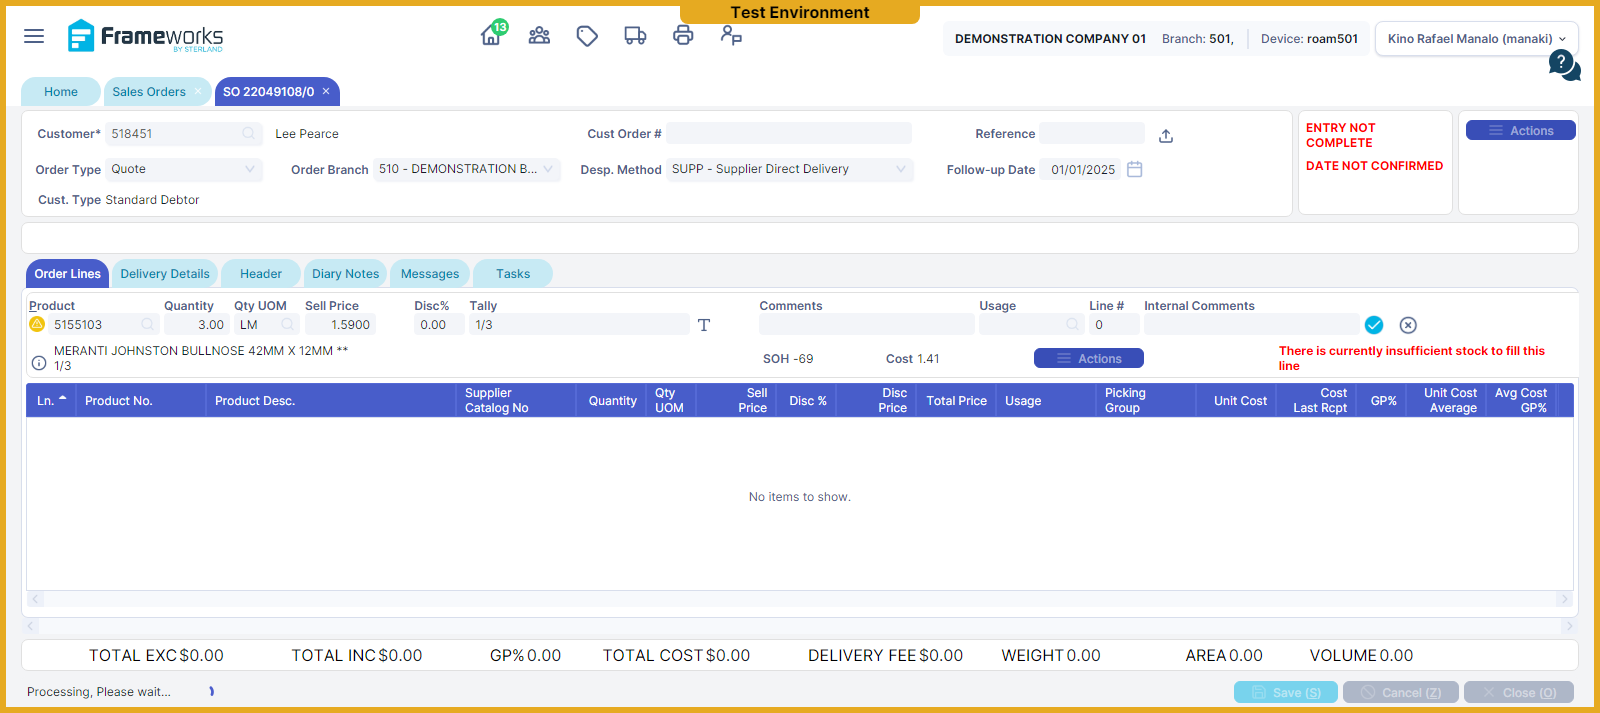 Test Environment
Frameworks
BY STERLAND
13
DEMONSTRATION COMPANY 01 Branch: 501, Device: roam501 Kino Rafael Manalo (manaki)
?
Home Sales Orders × SO 22049108/0 ×
Customer* 518451 Lee Pearce Cust Order # Reference
ENTRY NOT COMPLETE
DATE NOT CONFIRMED
Actions
Order Type Quote Order Branch 510 - DEMONSTRATION B... Desp. Method SUPP - Supplier Direct Delivery Follow-up Date 01/01/2025
Cust. Type Standard Debtor
Order Lines Delivery Details Header Diary Notes Messages Tasks
Product Quantity Qty UOM Sell Price Disc% Tally Comments Usage Line # Internal Comments
5155103 3.00 LM 1.5900 0.00 1/3 T 0
MERANTI JOHNSTON BULLNOSE 42MM X 12MM **
1/3
SOH -69 Cost 1.41 Actions
There is currently insufficient stock to fill this line
Ln. Product No. Product Desc. Supplier Catalog No Quantity Qty UOM Sell Price Disc % Disc Price Total Price Usage Picking Group Unit Cost Cost Last Rcpt GP% Unit Cost Average Avg Cost GP%
No items to show.
TOTAL EXC $0.00 TOTAL INC $0.00 GP% 0.00 TOTAL COST $0.00 DELIVERY FEE $0.00 WEIGHT 0.00 AREA 0.00 VOLUME 0.00
Processing, Please wait... Save (S) Cancel (Z) Close (O)